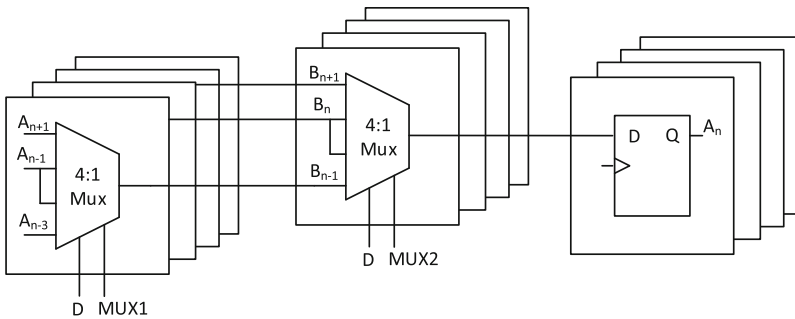 A_{n+1}
A_{n-1}
A_{n-3}
4:1
Mux
D
MUX1
B_{n+1}
B_n
B_{n-1}
4:1
Mux
D
MUX2
D
Q
A_n